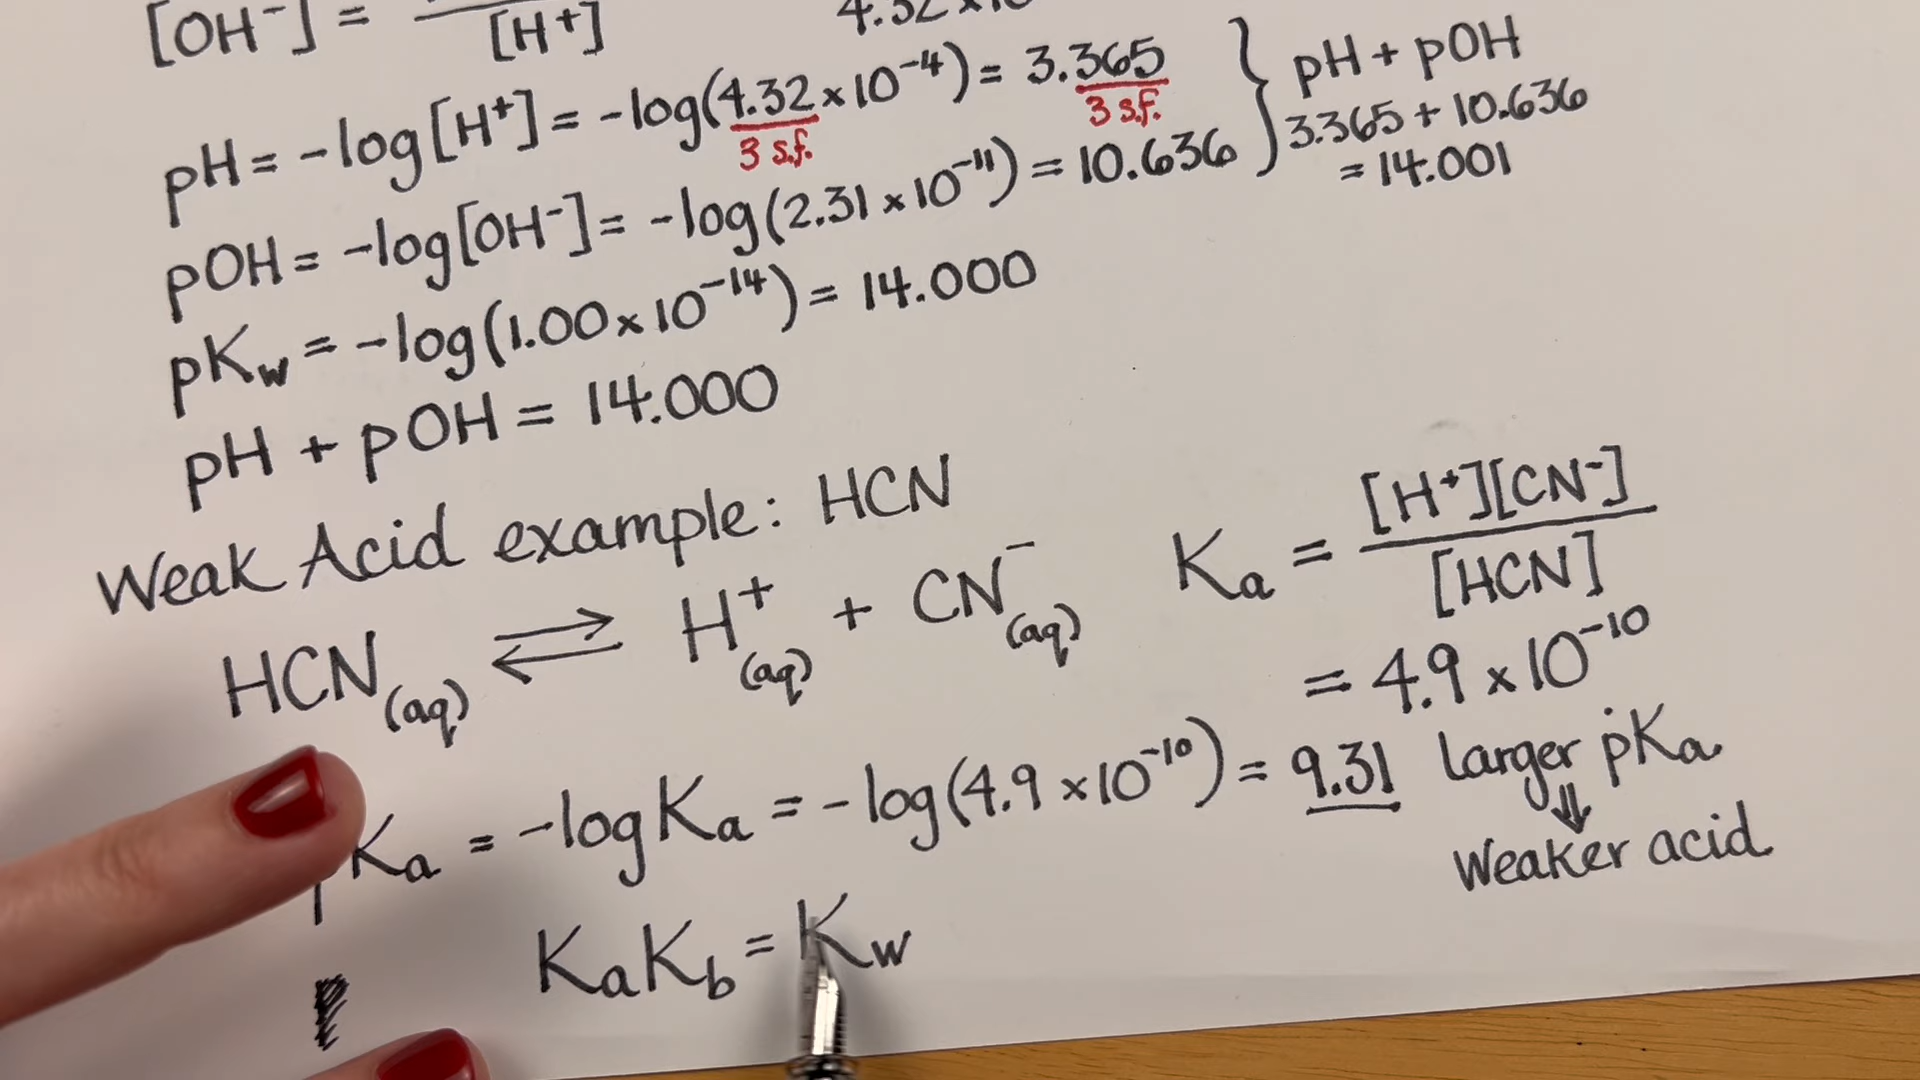 [OH⁻] = [H⁺] 4.32 × 10
pH = -log[H⁺] = -log(4.32 × 10⁻⁴) = 3.365
3 s.f. 3 s.f.
pOH = -log[OH⁻] = -log(2.31 × 10⁻¹¹) = 10.636
pH + pOH
3.365 + 10.636
= 14.001
pKw = -log(1.00 × 10⁻¹⁴) = 14.000
pH + pOH = 14.000
Weak Acid example: HCN
HCN(aq) ⇌ H⁺(aq) + CN⁻(aq)
Ka = [H⁺][CN⁻] / [HCN]
= 4.9 × 10⁻¹⁰
Ka = -log Ka = -log(4.9 × 10⁻¹⁰) = 9.31
Larger pKa
⇓
Weaker acid
KaKb = Kw